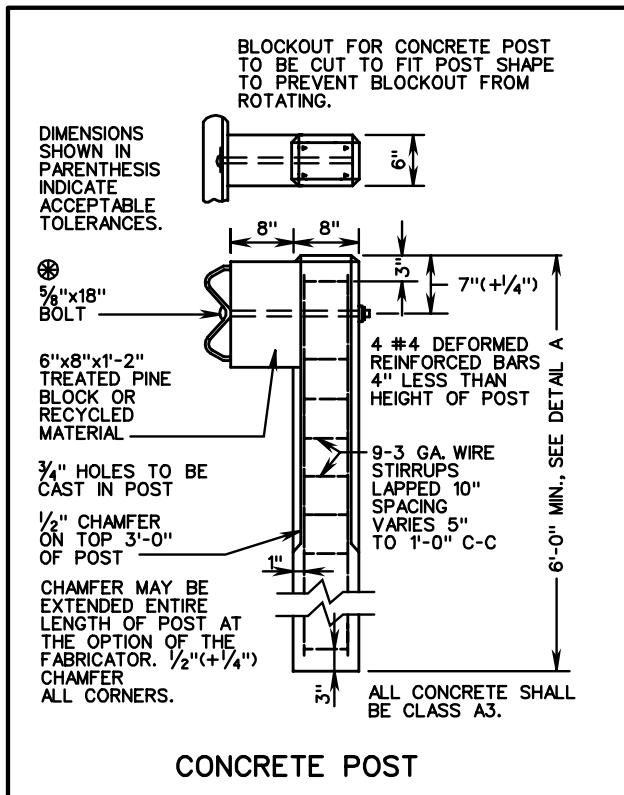 BLOCKOUT FOR CONCRETE POST
TO BE CUT TO FIT POST SHAPE
TO PREVENT BLOCKOUT FROM
ROTATING.
DIMENSIONS
SHOWN IN
PARENTHESIS
INDICATE
ACCEPTABLE
TOLERANCES.
6"
8"
8"
3"
7"(+1/4")
5/8"x18"
BOLT
6"x8"x1'-2"
TREATED PINE
BLOCK OR
RECYCLED
MATERIAL
4 #4 DEFORMED
REINFORCED BARS
4" LESS THAN
HEIGHT OF POST
6'-0" MIN., SEE DETAIL A
3/4" HOLES TO BE
CAST IN POST
9-3 GA. WIRE
STIRRUPS
LAPPED 10"
SPACING
VARIES 5"
TO 1'-0" C-C
1/2" CHAMFER
ON TOP 3'-0"
OF POST
1"
CHAMFER MAY BE
EXTENDED ENTIRE
LENGTH OF POST AT
THE OPTION OF THE
FABRICATOR. 1/2"(+1/4")
CHAMFER
ALL CORNERS.
3"
ALL CONCRETE SHALL
BE CLASS A3.
CONCRETE POST